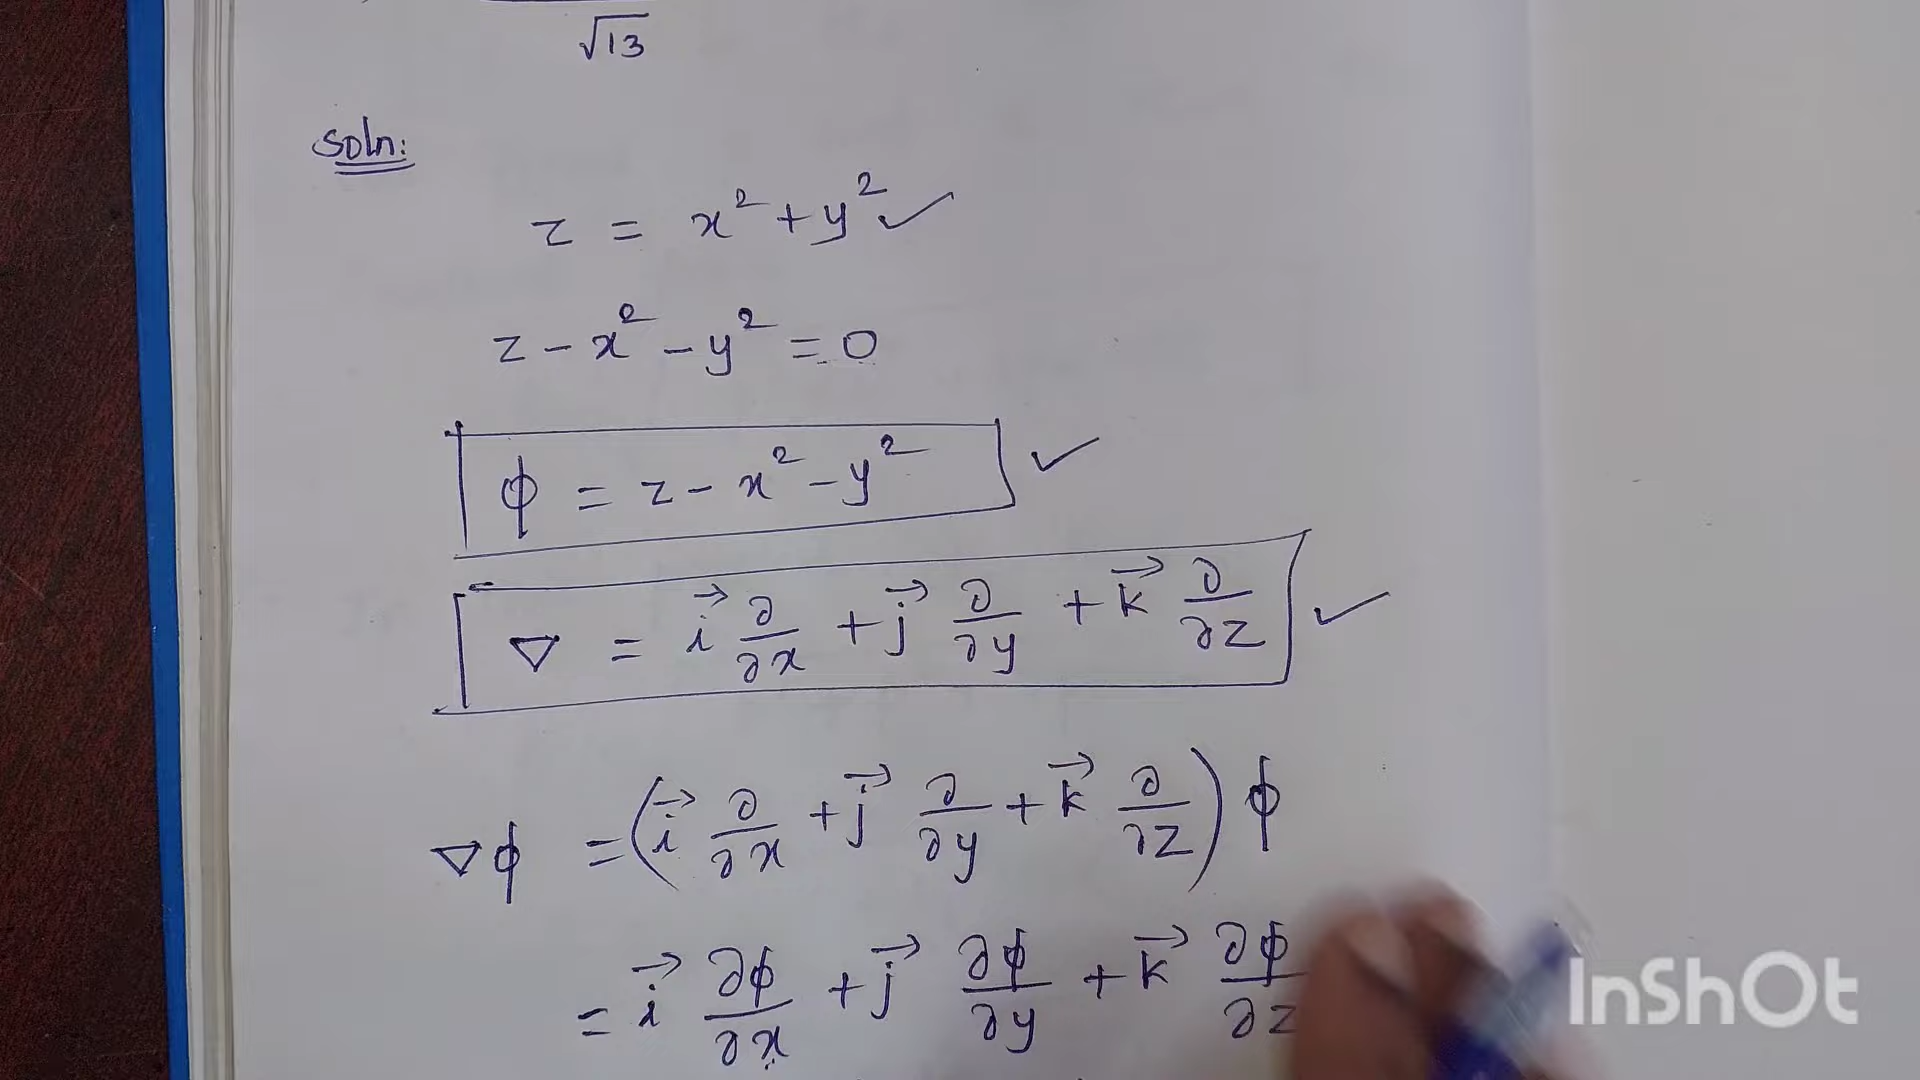 √13
Soln:
z = x² + y² ✓
z - x² - y² = 0
ϕ = z - x² - y² ✓
∇ = i⃗ ∂/∂x + j⃗ ∂/∂y + k⃗ ∂/∂z ✓
∇ϕ = (i⃗ ∂/∂x + j⃗ ∂/∂y + k⃗ ∂/∂z) ϕ
= i⃗ ∂ϕ/∂x + j⃗ ∂ϕ/∂y + k⃗ ∂ϕ/∂z
InShOt